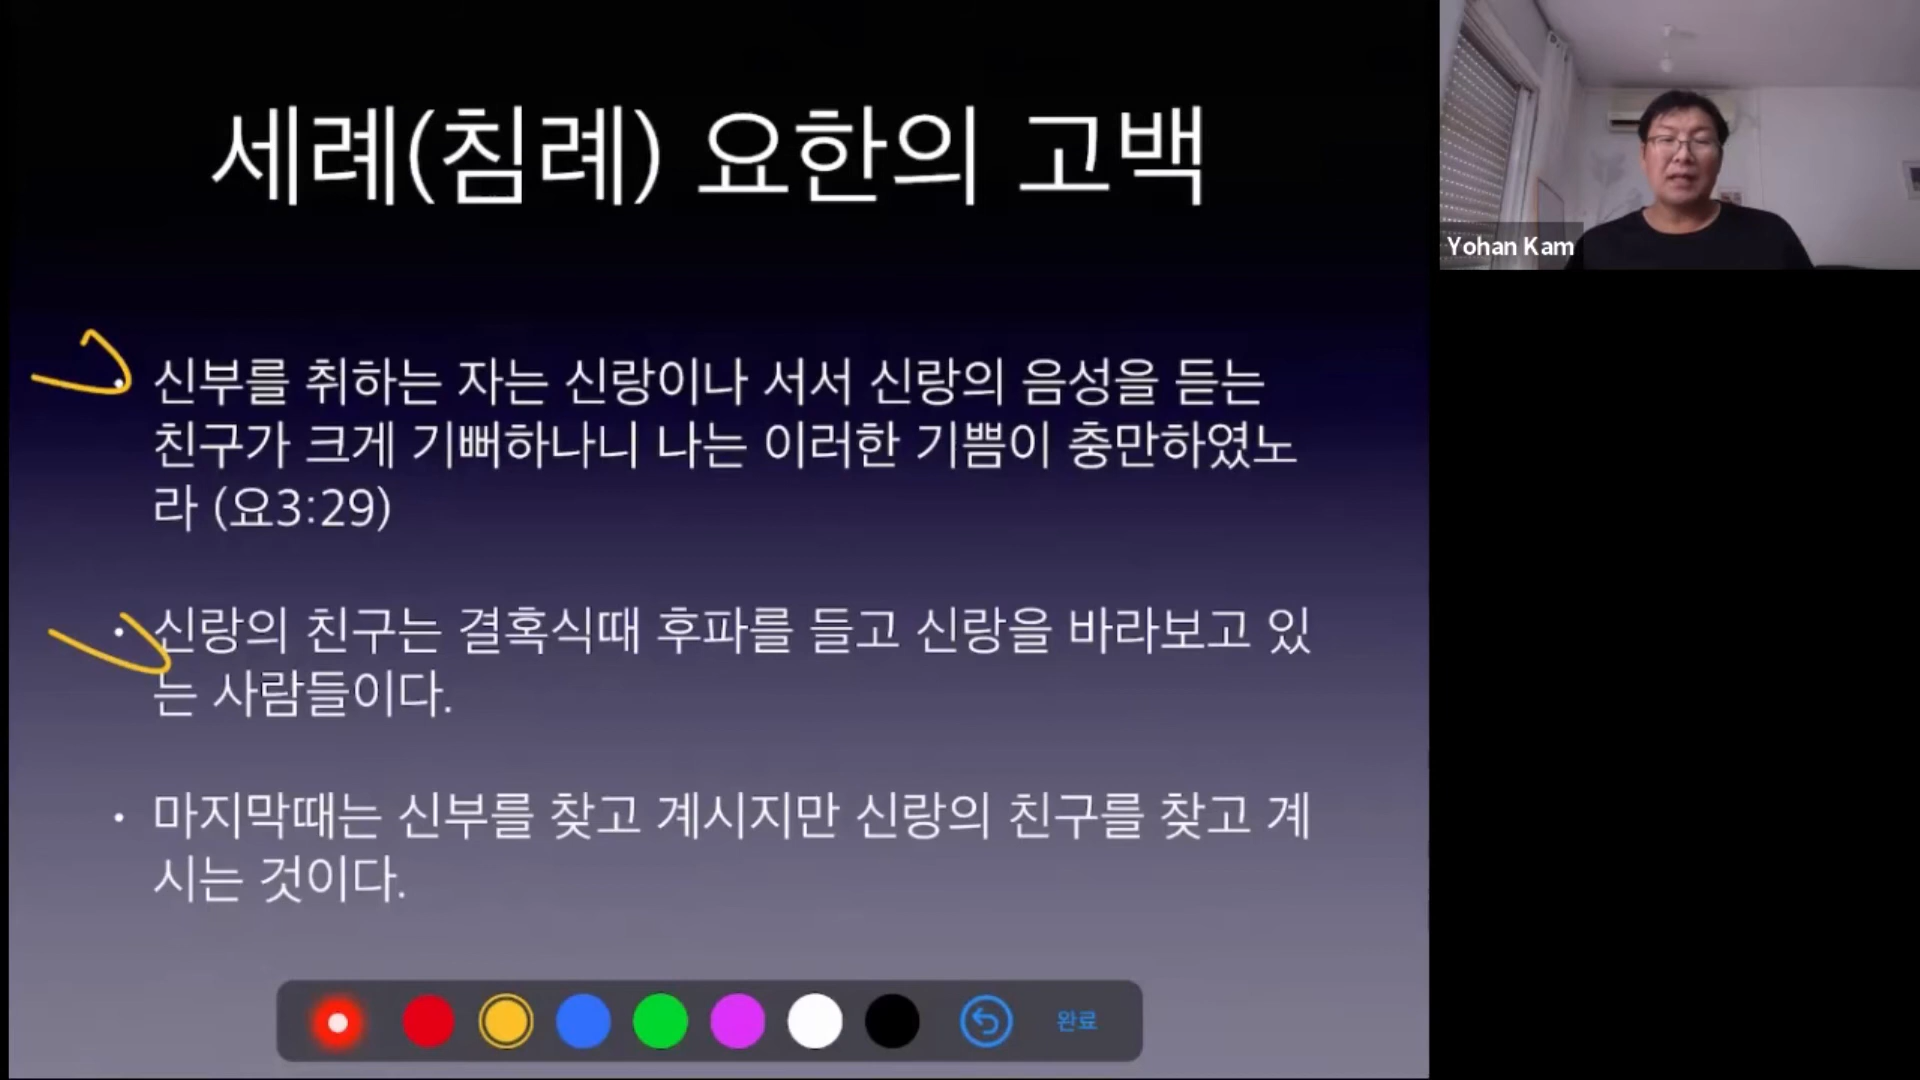 세례(침례) 요한의 고백
신부를 취하는 자는 신랑이나 서서 신랑의 음성을 듣는
친구가 크게 기뻐하나니 나는 이러한 기쁨이 충만하였노
라 (요3:29)
· 신랑의 친구는 결혹식때 후파를 들고 신랑을 바라보고 있
는 사람들이다.
· 마지막때는 신부를 찾고 계시지만 신랑의 친구를 찾고 계
시는 것이다.
완료
Yohan Kam